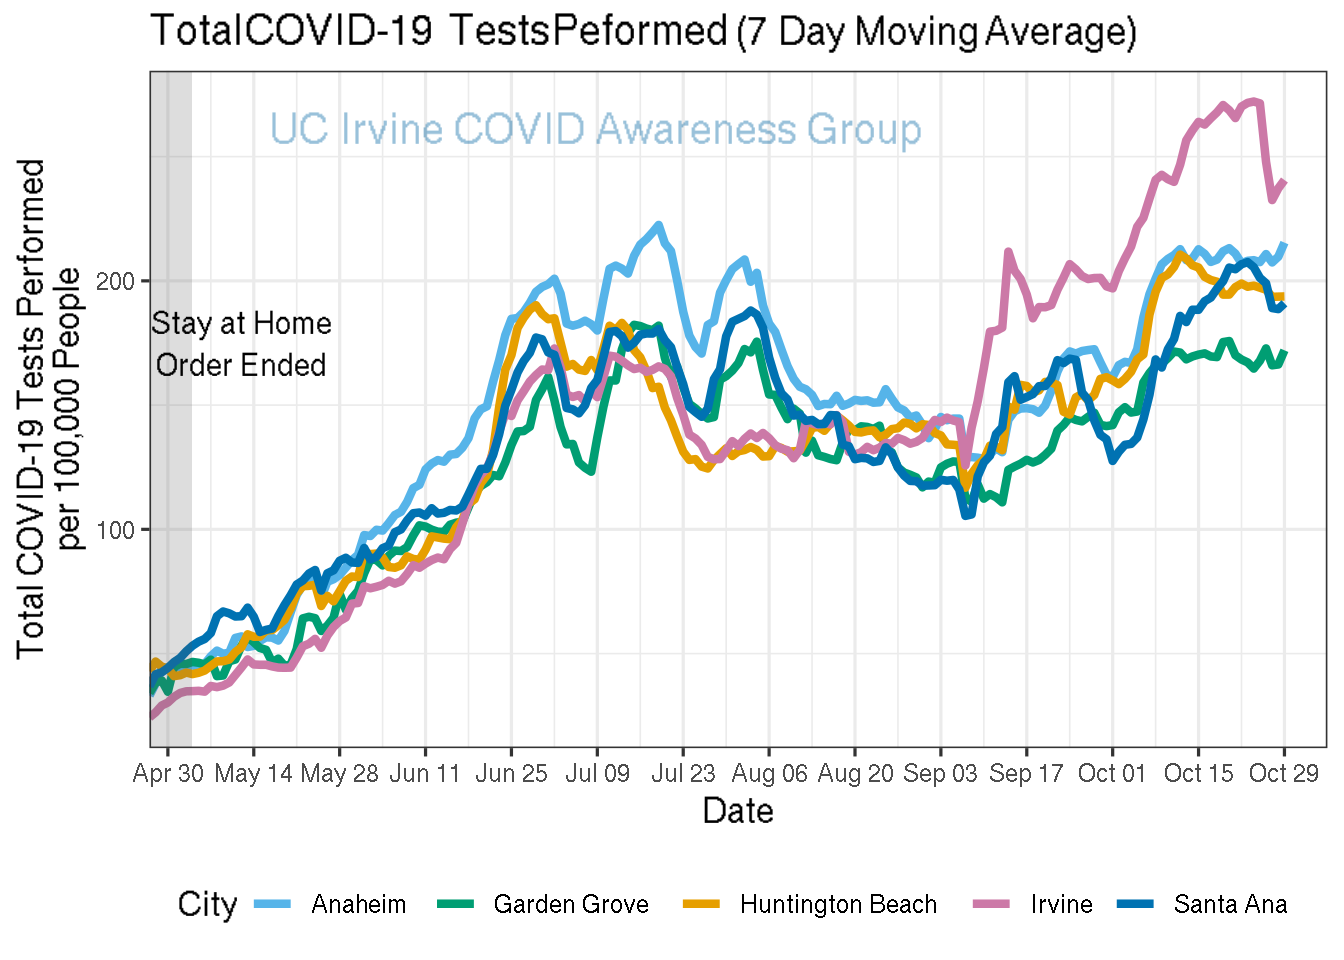 TotalCOVID-19 TestsPeformed (7 Day Moving Average)
UC Irvine COVID Awareness Group
Total COVID-19 Tests Performed
per 100,000 People
200
100
Stay at Home
Order Ended
Apr 30 May 14 May 28 Jun 11 Jun 25 Jul 09 Jul 23 Aug 06 Aug 20 Sep 03 Sep 17 Oct 01 Oct 15 Oct 29
Date
City Anaheim Garden Grove Huntington Beach Irvine Santa Ana